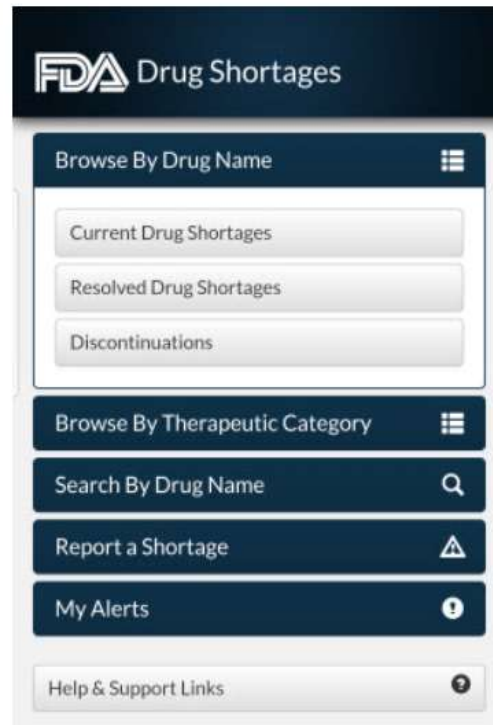 FDA Drug Shortages
Browse By Drug Name
Current Drug Shortages
Resolved Drug Shortages
Discontinuations
Browse By Therapeutic Category
Search By Drug Name
Report a Shortage
My Alerts
Help & Support Links